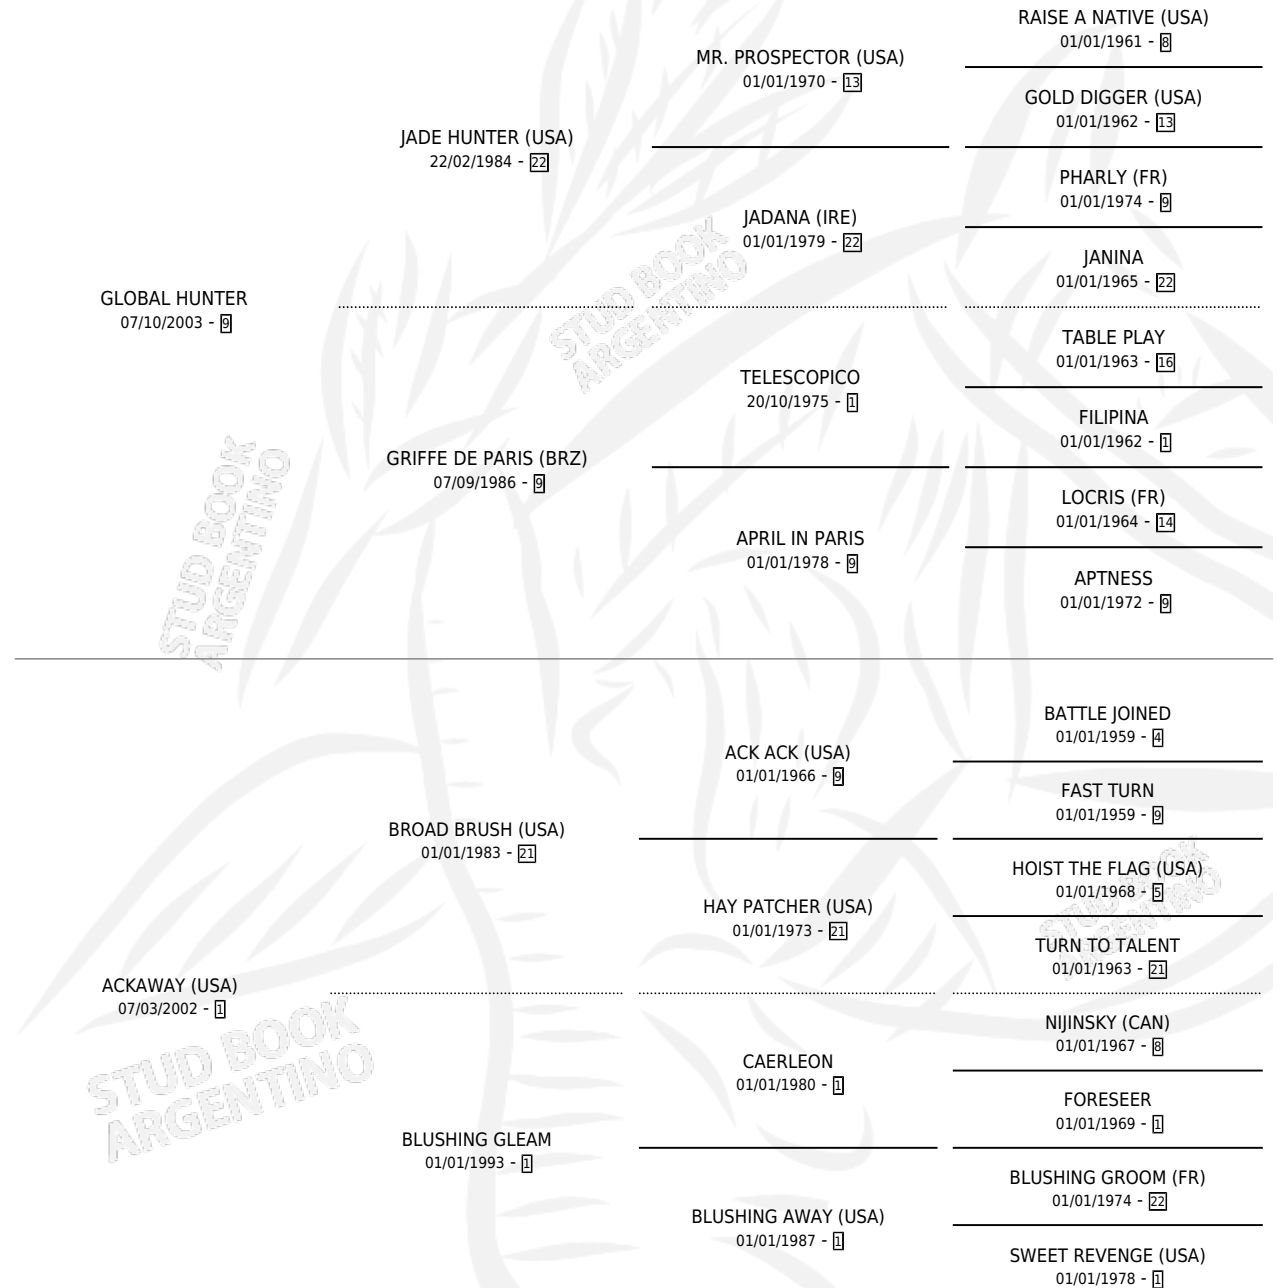 RAISE A NATIVE (USA)
01/01/1961 - 8
MR. PROSPECTOR (USA)
01/01/1970 - 13
GOLD DIGGER (USA)
01/01/1962 - 13
JADE HUNTER (USA)
22/02/1984 - 22
PHARLY (FR)
01/01/1974 - 9
JADANA (IRE)
01/01/1979 - 22
JANINA
01/01/1965 - 22
GLOBAL HUNTER
07/10/2003 - 9
TABLE PLAY
01/01/1963 - 16
TELESCOPICO
20/10/1975 - 1
FILIPINA
01/01/1962 - 1
GRIFFE DE PARIS (BRZ)
07/09/1986 - 9
LOCRIS (FR)
01/01/1964 - 14
APRIL IN PARIS
01/01/1978 - 9
APTNESS
01/01/1972 - 9
STUD BOOK
ARGENTINO
STUD BOOK
ARGENTINO
BATTLE JOINED
01/01/1959 - 4
ACK ACK (USA)
01/01/1966 - 9
FAST TURN
01/01/1959 - 9
BROAD BRUSH (USA)
01/01/1983 - 21
HOIST THE FLAG (USA)
01/01/1968 - 5
HAY PATCHER (USA)
01/01/1973 - 21
TURN TO TALENT
01/01/1963 - 21
ACKAWAY (USA)
07/03/2002 - 1
NIJINSKY (CAN)
01/01/1967 - 8
CAERLEON
01/01/1980 - 1
FORESEER
01/01/1969 - 1
BLUSHING GLEAM
01/01/1993 - 1
BLUSHING GROOM (FR)
01/01/1974 - 22
BLUSHING AWAY (USA)
01/01/1987 - 1
SWEET REVENGE (USA)
01/01/1978 - 1
STUD BOOK
ARGENTINO
STUD BOOK
ARGENTINO